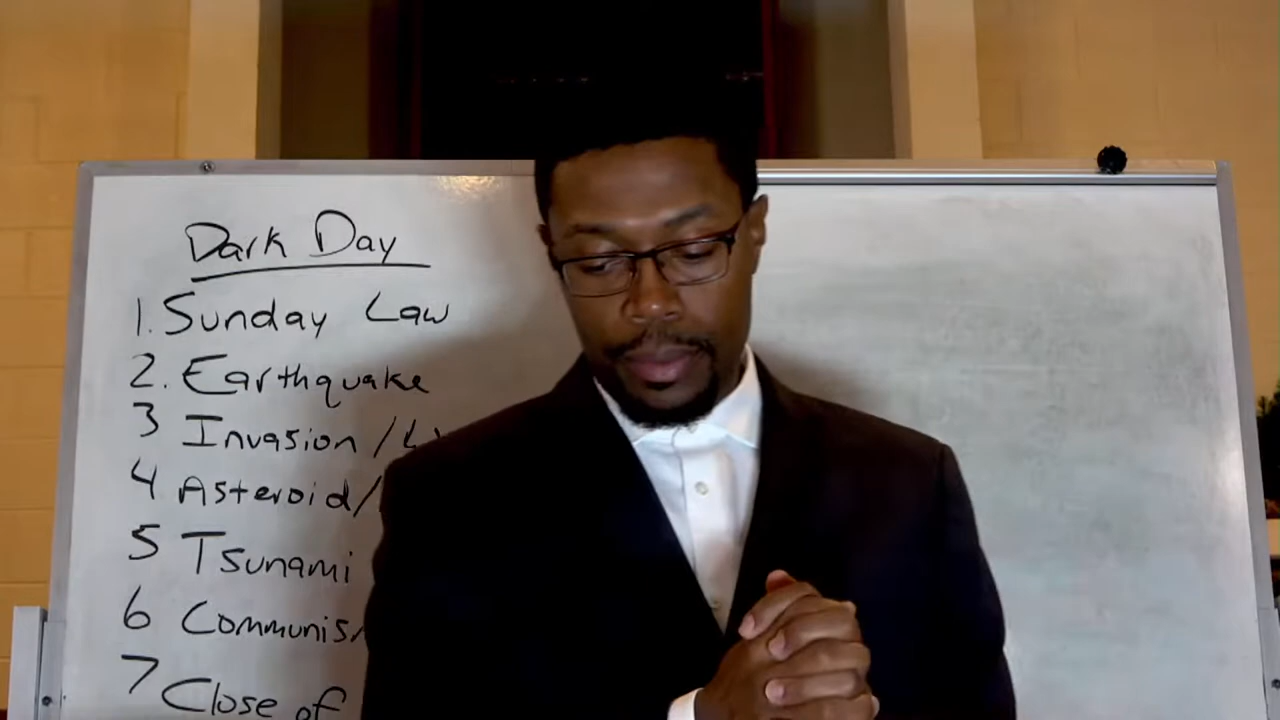 Dark Day
1. Sunday Law
2. Earthquake
3 Invasion /
4 Asteroid/
5 Tsunami
6 Communis
7 Close of